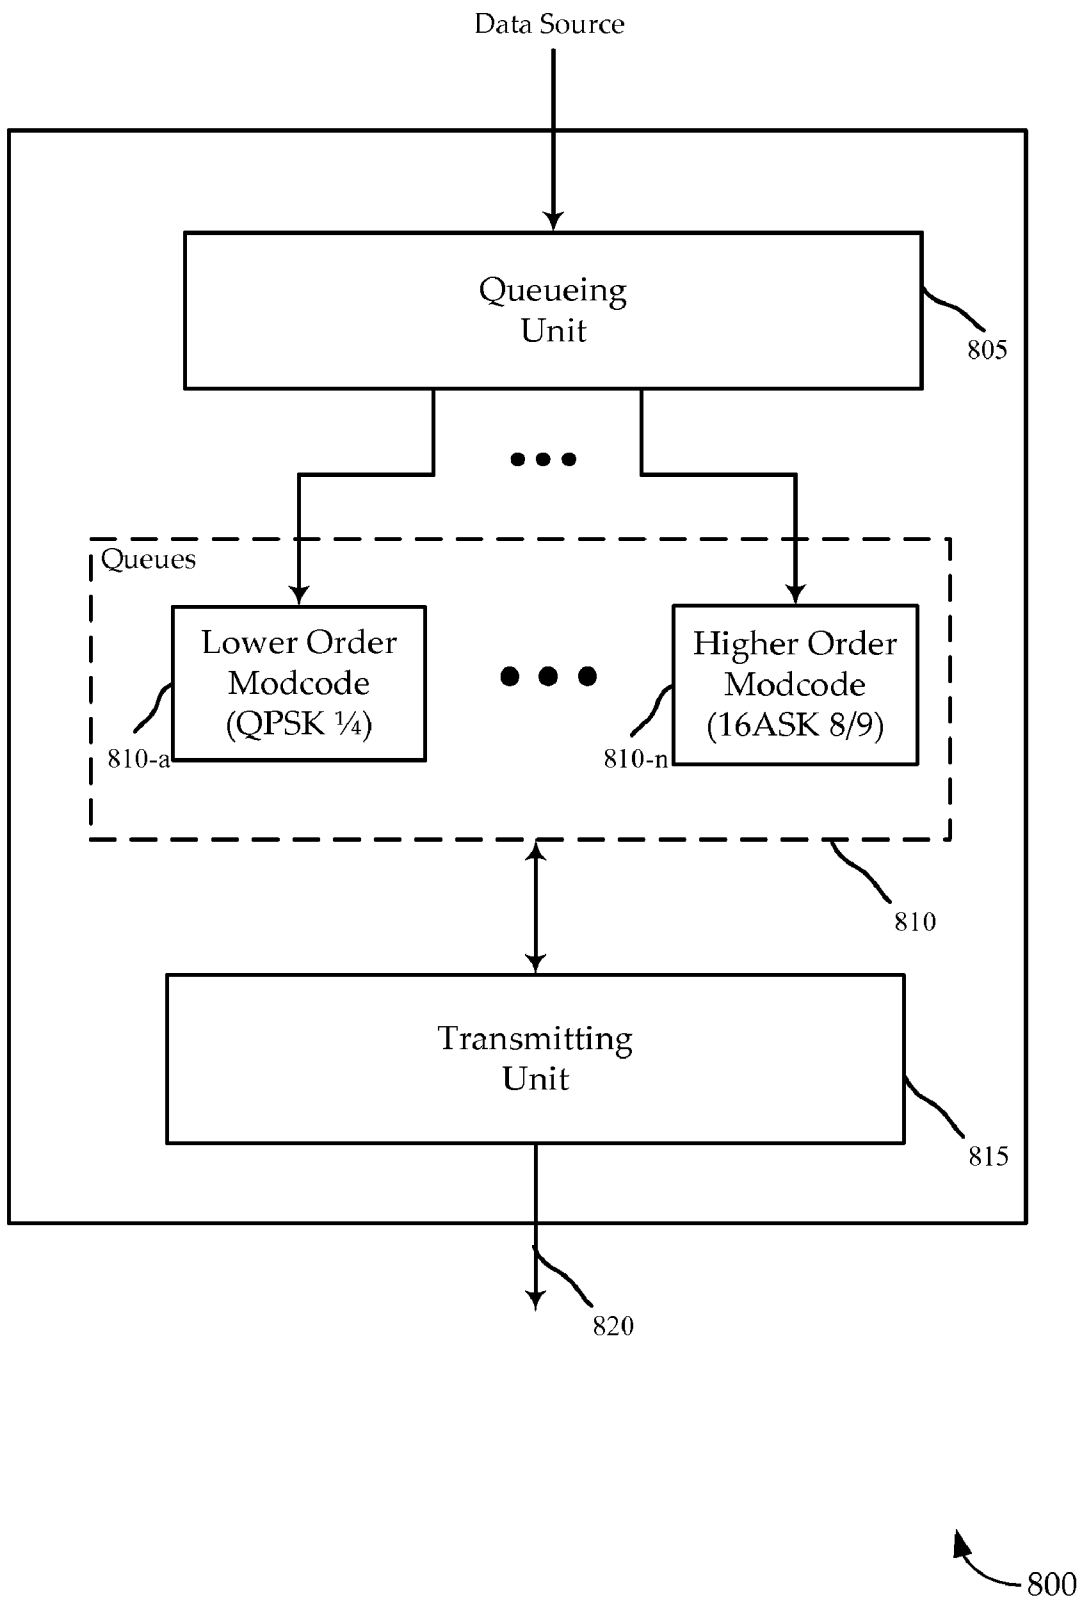 Data Source
Queueing
Unit
805
Queues
Lower Order
Modcode
(QPSK ¼)
810-a
Higher Order
Modcode
(16ASK 8/9)
810-n
810
Transmitting
Unit
815
820
800